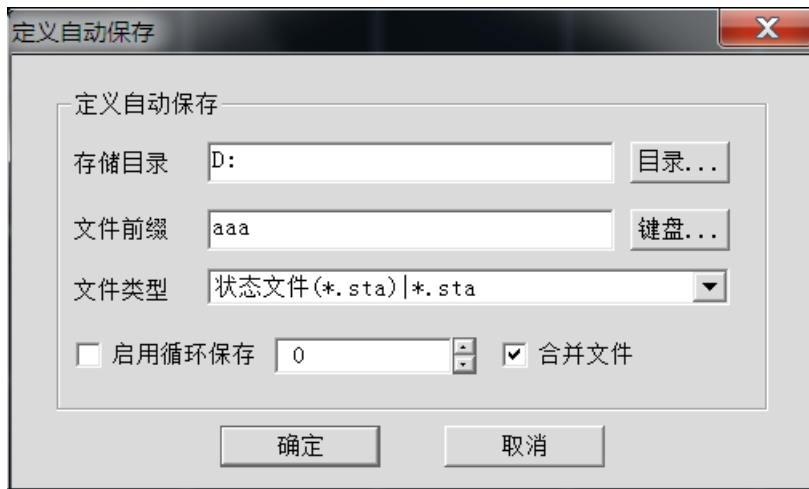 定义自动保存
定义自动保存
存储目录 D: 目录...
文件前缀 aaa 键盘...
文件类型 状态文件(*.sta)|*.sta
启用循环保存 0 合并文件
确定 取消